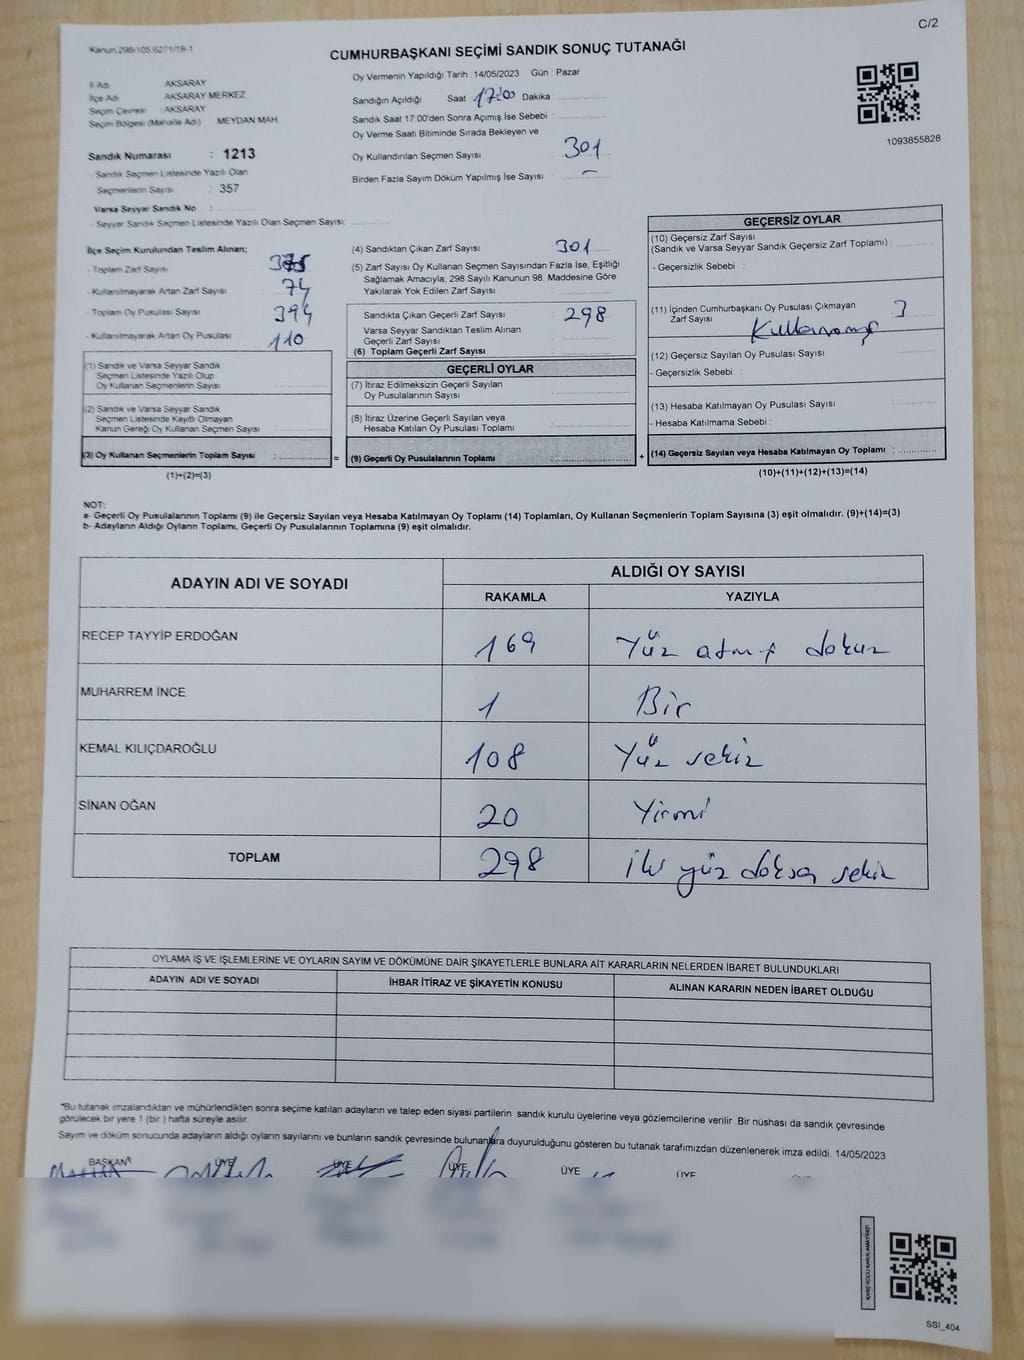 C/2
Kanun:298/105/6271/18-1
CUMHURBAŞKANI SEÇİMİ SANDIK SONUÇ TUTANAĞI
İl Adı : AKSARAY
İlçe Adı : AKSARAY MERKEZ
Seçim Çevresi : AKSARAY
Seçim Bölgesi (Mahalle Adı) : MEYDAN MAH
Oy Vermenin Yapıldığı Tarih : 14/05/2023 Gün : Pazar
Sandığın Açıldığı Saat 17:00 Dakika :
Sandık Saat 17:00'den Sonra Açımış İse Sebebi :
Oy Verme Saati Bitiminde Sırada Bekleyen ve
Oy Kullandırılan Seçmen Sayısı : 301
Birden Fazla Sayım Döküm Yapılmış İse Sayısı : -
1093855828
Sandık Numarası : 1213
- Sandık Seçmen Listesinde Yazılı Olan
Seçmenlerin Sayısı : 357
Varsa Seyyar Sandık No :
- Seyyar Sandık Seçmen Listesinde Yazılı Olan Seçmen Sayısı:
İlçe Seçim Kurulundan Teslim Alınan;
- Toplam Zarf Sayısı : 375
- Kullanılmayarak Artan Zarf Sayısı : 74
- Toplam Oy Pusulası Sayısı : 394
- Kullanılmayarak Artan Oy Pusulası : 110
(1) Sandık ve Varsa Seyyar Sandık
Seçmen Listesinde Yazılı Olup
Oy Kullanan Seçmenlerin Sayısı :
(2) Sandık ve Varsa Seyyar Sandık
Seçmen Listesinde Kayıtlı Olmayan
Kanun Gereği Oy Kullanan Seçmen Sayısı :
(3) Oy Kullanan Seçmenlerin Toplam Sayısı :
(1)+(2)=(3)
(4) Sandıktan Çıkan Zarf Sayısı : 301
(5) Zarf Sayısı Oy Kullanan Seçmen Sayısından Fazla İse, Eşitliği
Sağlamak Amacıyla; 298 Sayılı Kanunun 98. Maddesine Göre
Yakılarak Yok Edilen Zarf Sayısı :
Sandıkta Çıkan Geçerli Zarf Sayısı : 298
Varsa Seyyar Sandıktan Teslim Alınan
Geçerli Zarf Sayısı :
(6) Toplam Geçerli Zarf Sayısı :
GEÇERLİ OYLAR
(7) İtiraz Edilmeksizin Geçerli Sayılan
Oy Pusulalarının Sayısı :
(8) İtiraz Üzerine Geçerli Sayılan veya
Hesaba Katılan Oy Pusulası Toplamı :
= (9) Geçerli Oy Pusulalarının Toplamı :
GEÇERSİZ OYLAR
(10) Geçersiz Zarf Sayısı
(Sandık ve Varsa Seyyar Sandık Geçersiz Zarf Toplamı) :
- Geçersizlik Sebebi :
(11) İçinden Cumhurbaşkanı Oy Pusulası Çıkmayan
Zarf Sayısı : 3
(12) Geçersiz Sayılan Oy Pusulası Sayısı :
- Geçersizlik Sebebi :
(13) Hesaba Katılmayan Oy Pusulası Sayısı :
- Hesaba Katılmama Sebebi :
+ (14) Geçersiz Sayılan veya Hesaba Katılmayan Oy Toplamı :
(10)+(11)+(12)+(13)=(14)
NOT:
a- Geçerli Oy Pusulalarının Toplamı (9) ile Geçersiz Sayılan veya Hesaba Katılmayan Oy Toplamı (14) Toplamları, Oy Kullanan Seçmenlerin Toplam Sayısına (3) eşit olmalıdır. (9)+(14)=(3)
b- Adayların Aldığı Oyların Toplamı, Geçerli Oy Pusulalarının Toplamına (9) eşit olmalıdır.
ADAYIN ADI VE SOYADI
ALDIĞI OY SAYISI
RAKAMLA YAZIYLA
RECEP TAYYİP ERDOĞAN 169 Yüz atmış dokuz
MUHARREM İNCE 1 Bir
KEMAL KILIÇDAROĞLU 108 Yüz sekiz
SİNAN OĞAN 20 Yirmi
TOPLAM 298 iki yüz doksan sekiz
OYLAMA İŞ VE İŞLEMLERİNE VE OYLARIN SAYIM VE DÖKÜMÜNE DAİR ŞİKAYETLERLE BUNLARA AİT KARARLARIN NELERDEN İBARET BULUNDUKLARI
ADAYIN ADI VE SOYADI İHBAR İTİRAZ VE ŞİKAYETİN KONUSU ALINAN KARARIN NEDEN İBARET OLDUĞU
*Bu tutanak imzalandıktan ve mühürlendikten sonra seçime katılan adayların ve talep eden siyasi partilerin sandık kurulu üyelerine veya gözlemcilerine verilir. Bir nüshası da sandık çevresinde
görülecek bir yere 1 (bir) hafta süreyle asılır.
Sayım ve döküm sonucunda adayların aldığı oyların sayılarını ve bunların sandık çevresinde bulunanlara duyurulduğunu gösteren bu tutanak tarafımızdan düzenlenerek imza edildi. 14/05/2023
BAŞKAN ÜYE ÜYE ÜYE ÜYE ÜYE
SSI_404